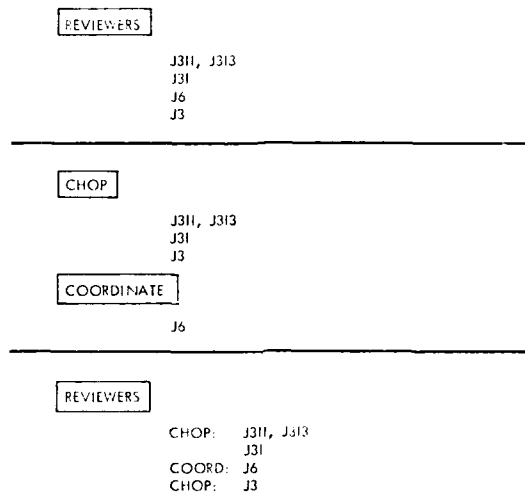 REVIEWERS
J311, J313
J31
J6
J3
CHOP
J311, J313
J31
J3
COORDINATE
J6
REVIEWERS
CHOP: J311, J313
J31
COORD: J6
CHOP: J3